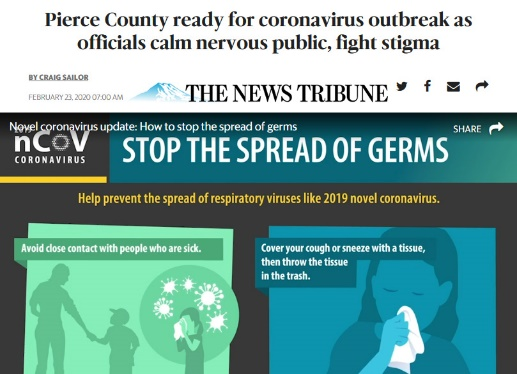 Pierce County ready for coronavirus outbreak as
officials calm nervous public, fight stigma
BY CRAIG SAILOR
FEBRUARY 23, 2020 07:00 AM
THE NEWS TRIBUNE
Novel coronavirus update: How to stop the spread of germs
SHARE
nCoV
CORONAVIRUS
STOP THE SPREAD OF GERMS
Help prevent the spread of respiratory viruses like 2019 novel coronavirus.
Avoid close contact with people who are sick.
Cover your cough or sneeze with a tissue,
then throw the tissue
in the trash.